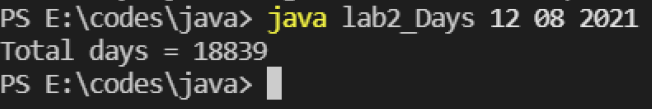 PS E:\codes\java> java lab2_Days 12 08 2021
Total days = 18839
PS E:\codes\java>